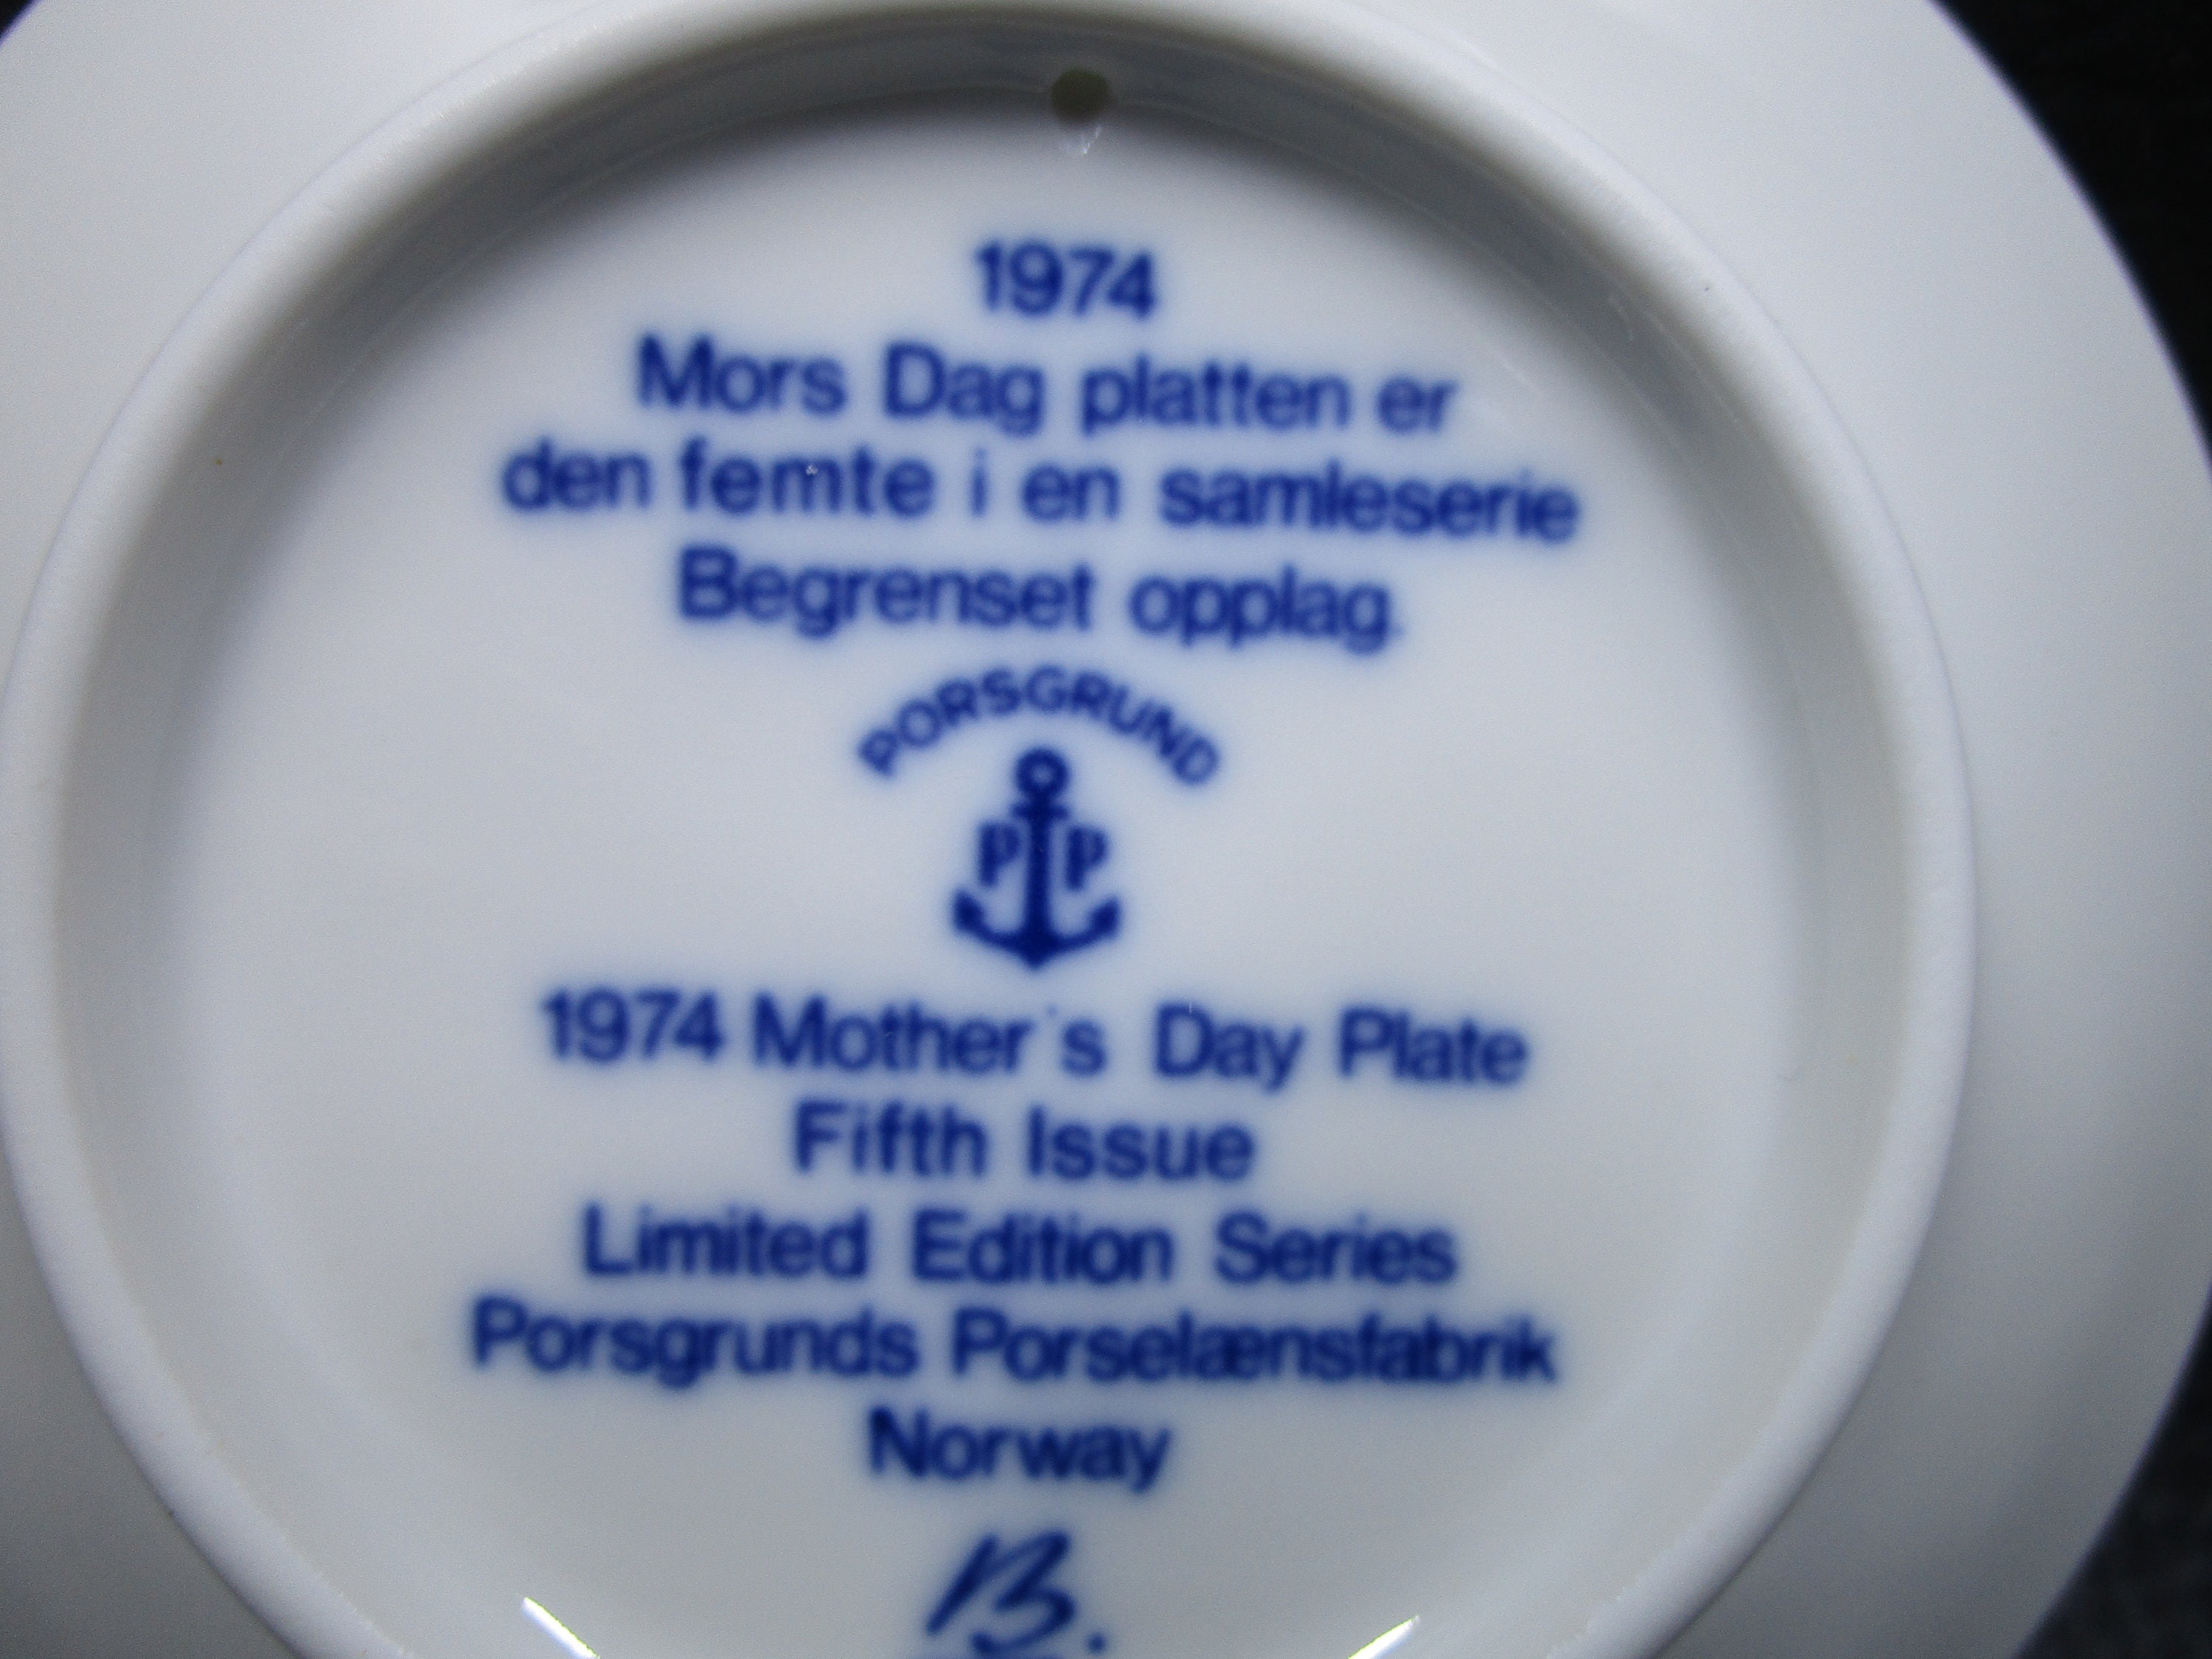 1974
Mors Dag platten er
den femte i en samleserie
Begrenset opplag.
PORSGRUND
P P
1974 Mother's Day Plate
Fifth Issue
Limited Edition Series
Porsgrunds Porselænsfabrik
Norway
B.